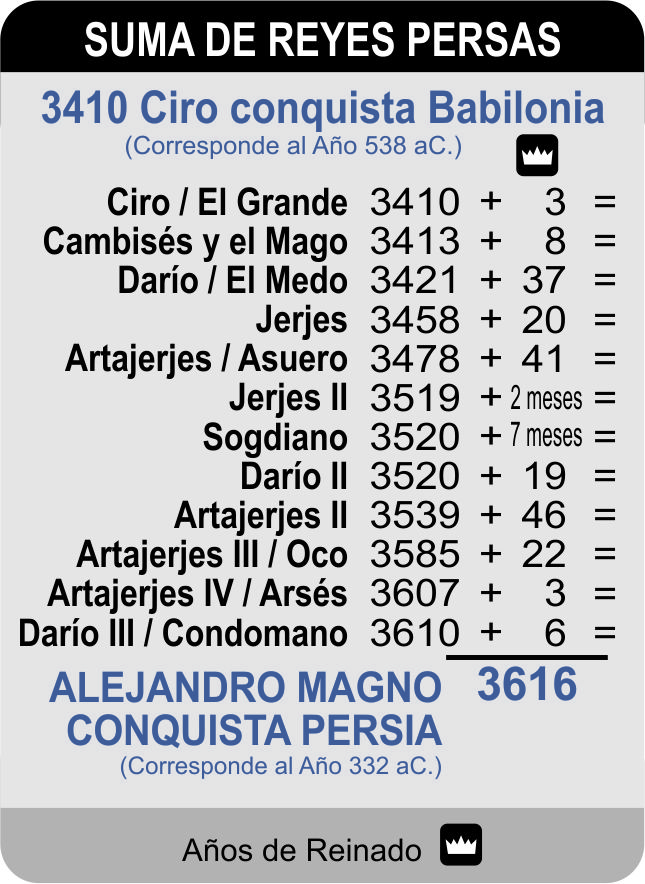 SUMA DE REYES PERSAS
3410 Ciro conquista Babilonia
(Corresponde al Año 538 aC.)
Ciro / El Grande 3410 + 3 =
Cambisés y el Mago 3413 + 8 =
Darío / El Medo 3421 + 37 =
Jerjes 3458 + 20 =
Artajerjes / Asuero 3478 + 41 =
Jerjes II 3519 + 2 meses =
Sogdiano 3520 + 7 meses =
Darío II 3520 + 19 =
Artajerjes II 3539 + 46 =
Artajerjes III / Oco 3585 + 22 =
Artajerjes IV / Arsés 3607 + 3 =
Darío III / Condomano 3610 + 6 =
ALEJANDRO MAGNO 3616
CONQUISTA PERSIA
(Corresponde al Año 332 aC.)
Años de Reinado